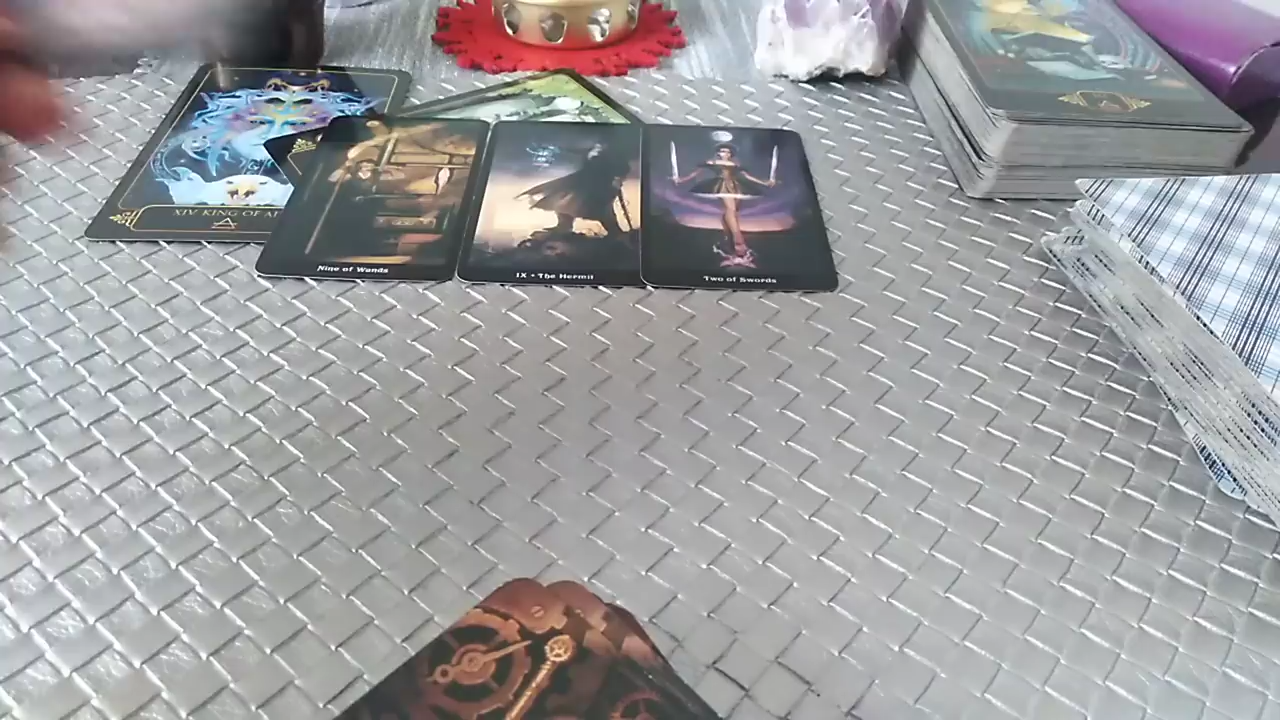 XIV KING OF AI
Nine of Wands
IX • The Hermit
Two of Swords